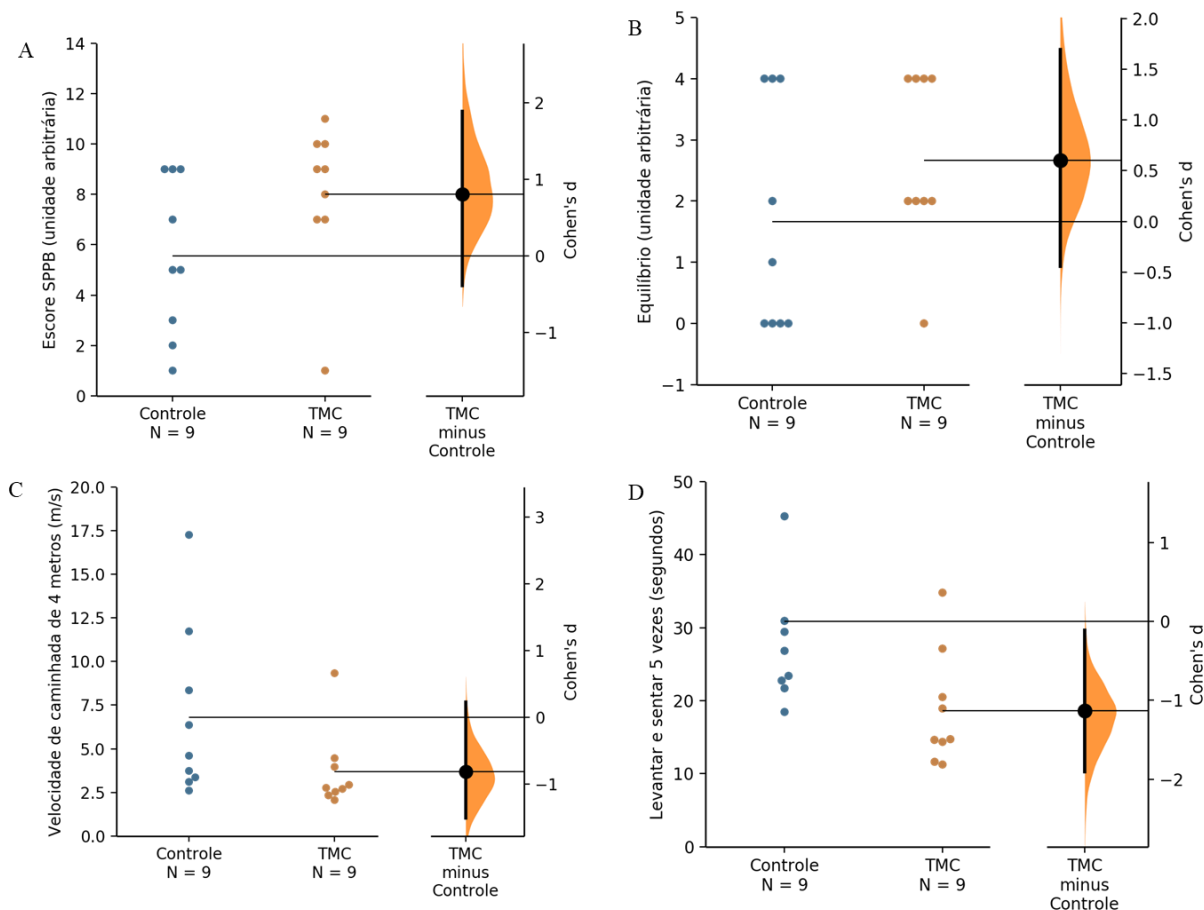 A
Escore SPPB (unidade arbitrária)
14
12
10
8
6
4
2
0
2
1
0
−1
Cohen's d
Controle
N = 9
TMC
N = 9
TMC
minus
Controle
B
Equilíbrio (unidade arbitrária)
5
4
3
2
1
0
−1
2.0
1.5
1.0
0.5
0.0
−0.5
−1.0
−1.5
Cohen's d
Controle
N = 9
TMC
N = 9
TMC
minus
Controle
C
Velocidade de caminhada de 4 metros (m/s)
20.0
17.5
15.0
12.5
10.0
7.5
5.0
2.5
0.0
3
2
1
0
−1
Cohen's d
Controle
N = 9
TMC
N = 9
TMC
minus
Controle
D
Levantar e sentar 5 vezes (segundos)
50
40
30
20
10
0
1
0
−1
−2
Cohen's d
Controle
N = 9
TMC
N = 9
TMC
minus
Controle